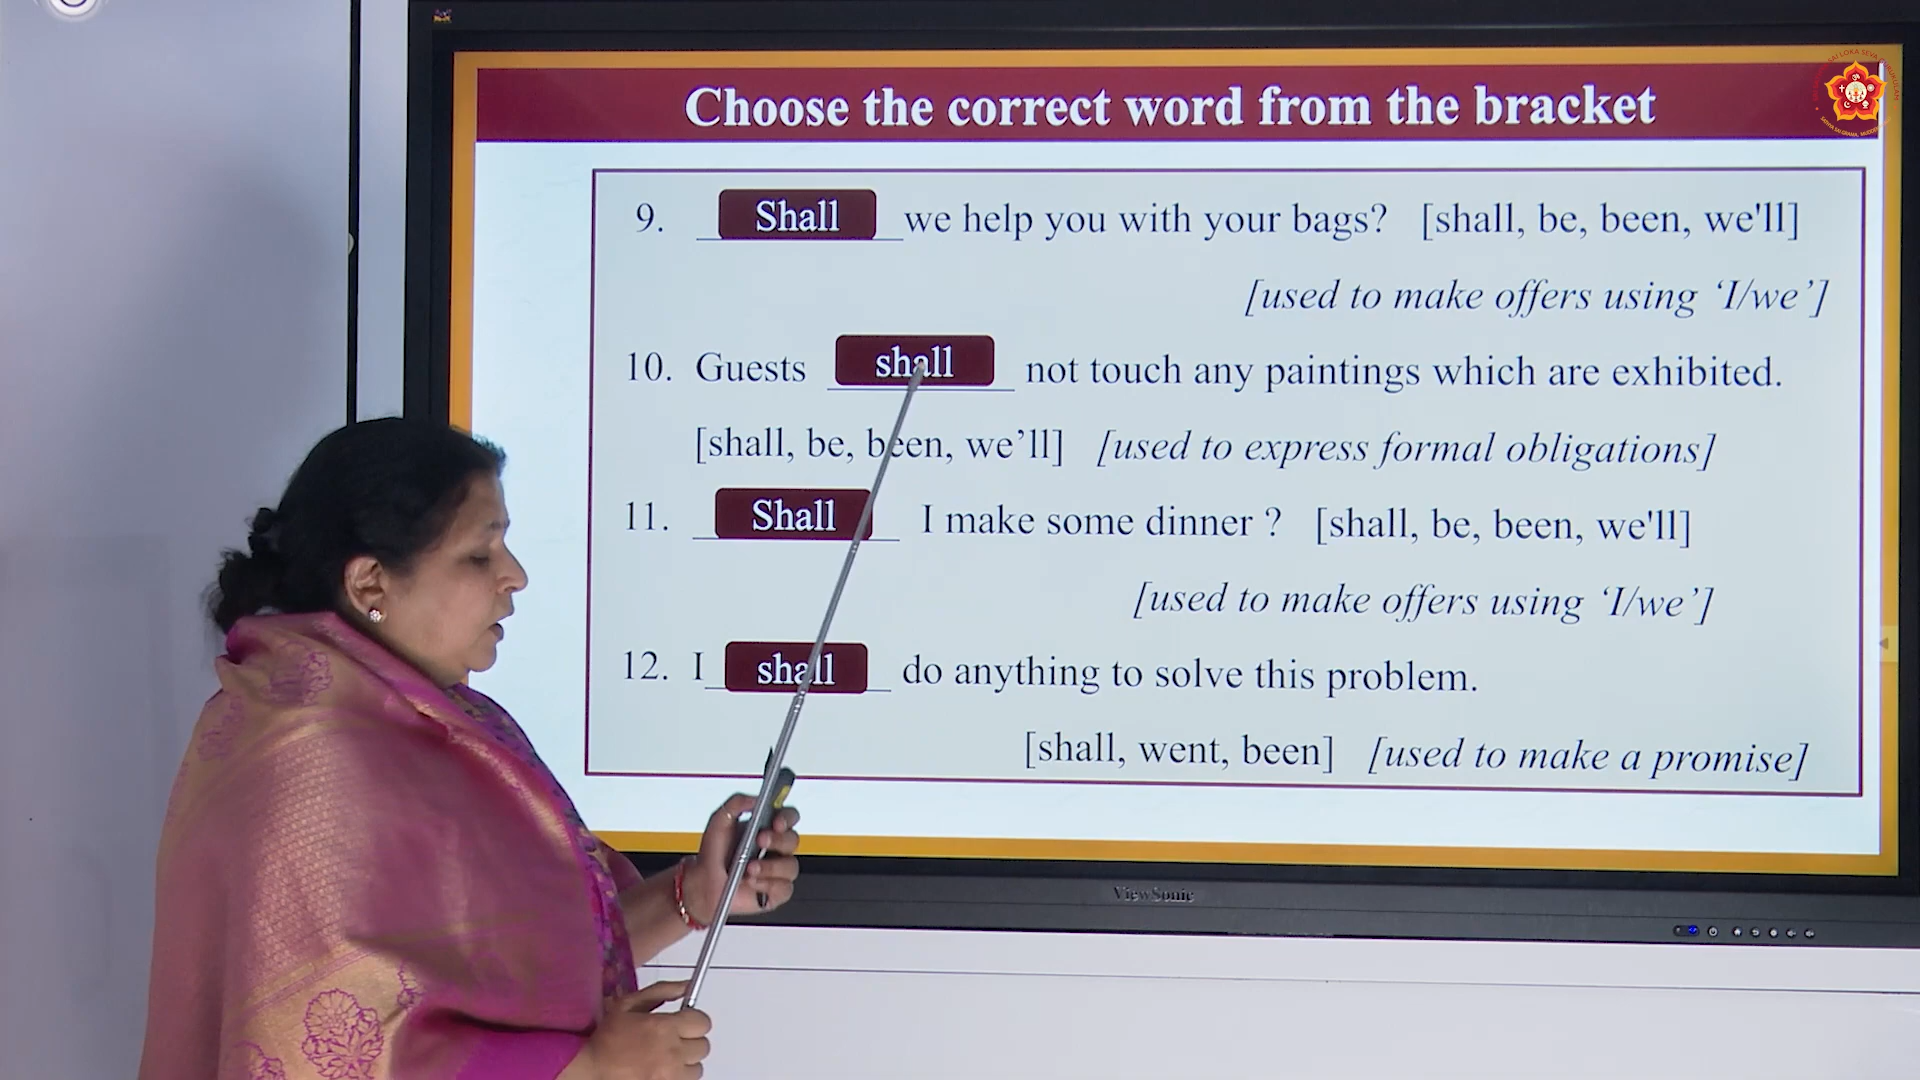 Choose the correct word from the bracket
9. Shall we help you with your bags? [shall, be, been, we'll]
[used to make offers using ‘I/we’]
10. Guests shall not touch any paintings which are exhibited.
[shall, be, been, we’ll] [used to express formal obligations]
11. Shall I make some dinner ? [shall, be, been, we'll]
[used to make offers using ‘I/we’]
12. I shall do anything to solve this problem.
[shall, went, been] [used to make a promise]
ViewSonic